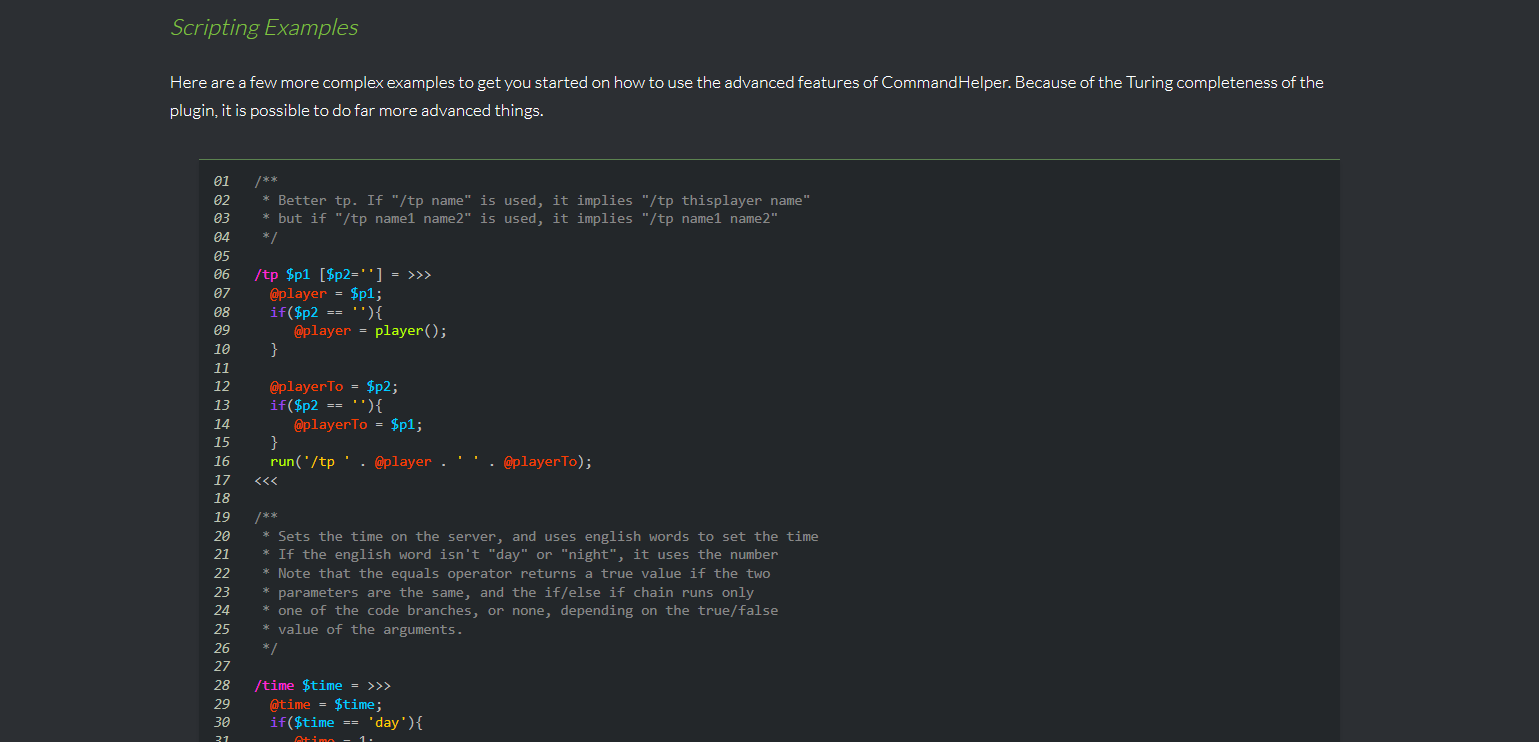 Scripting Examples
Here are a few more complex examples to get you started on how to use the advanced features of CommandHelper. Because of the Turing completeness of the
plugin, it is possible to do far more advanced things.
01 /**
02 * Better tp. If "/tp name" is used, it implies "/tp thisplayer name"
03 * but if "/tp name1 name2" is used, it implies "/tp name1 name2"
04 */
05
06 /tp $p1 [$p2=''] = >>>
07 @player = $p1;
08 if($p2 == ''){
09 @player = player();
10 }
11
12 @playerTo = $p2;
13 if($p2 == ''){
14 @playerTo = $p1;
15 }
16 run('/tp ' . @player . ' ' . @playerTo);
17 <<<
18
19 /**
20 * Sets the time on the server, and uses english words to set the time
21 * If the english word isn't "day" or "night", it uses the number
22 * Note that the equals operator returns a true value if the two
23 * parameters are the same, and the if/else if chain runs only
24 * one of the code branches, or none, depending on the true/false
25 * value of the arguments.
26 */
27
28 /time $time = >>>
29 @time = $time;
30 if($time == 'day'){
31 @time = 1;